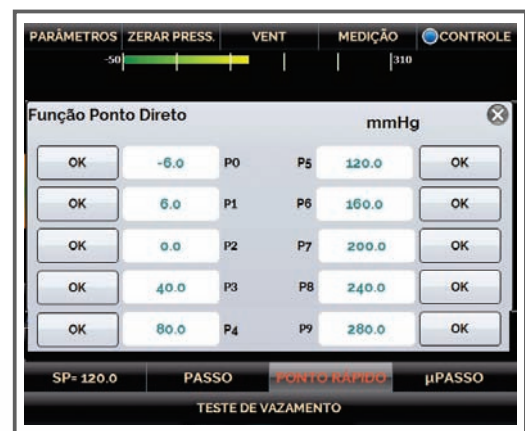 PARÂMETROS ZERAR PRESS. VENT MEDIÇÃO CONTROLE
-50 310
Função Ponto Direto mmHg
OK -6.0 P0 P5 120.0 OK
OK 6.0 P1 P6 160.0 OK
OK 0.0 P2 P7 200.0 OK
OK 40.0 P3 P8 240.0 OK
OK 80.0 P4 P9 280.0 OK
SP= 120.0 PASSO PONTO RÁPIDO µPASSO
TESTE DE VAZAMENTO